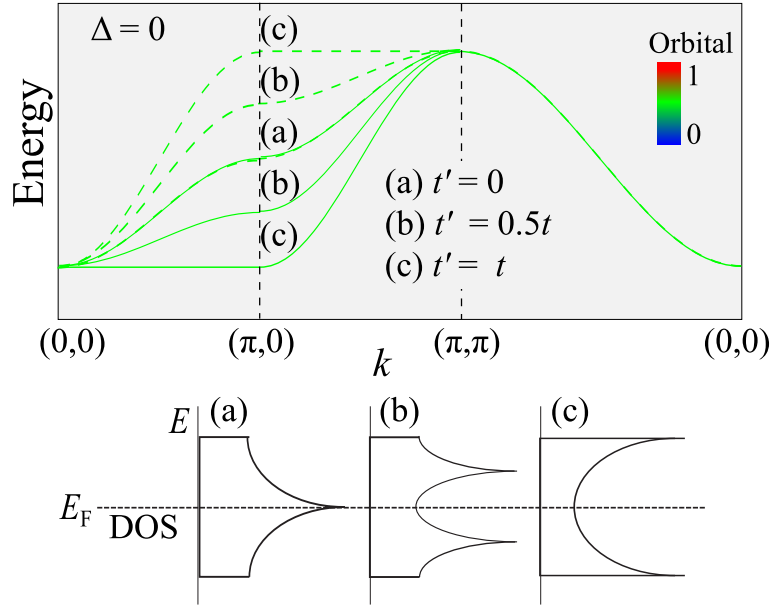 Δ = 0
(c)
(b)
(a)
(b)
(c)
Energy
Orbital
1
0
(a) t′ = 0
(b) t′ = 0.5t
(c) t′ = t
(0,0)
(π,0)
(π,π)
(0,0)
k
E
(a)
(b)
(c)
E_F
DOS